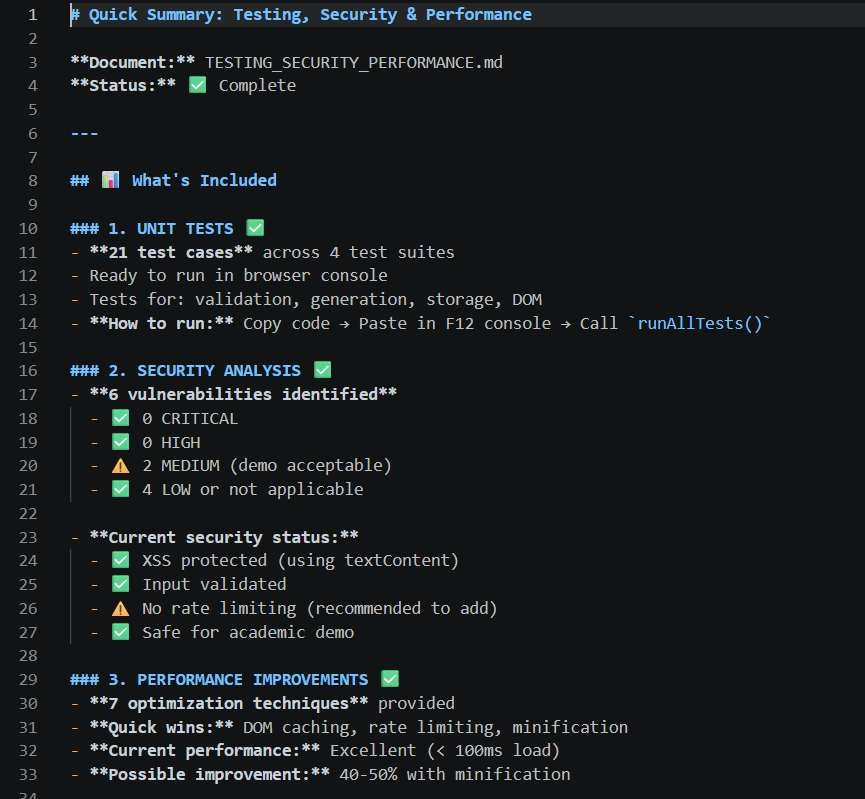 1 # Quick Summary: Testing, Security & Performance
2
3 **Document:** TESTING_SECURITY_PERFORMANCE.md
4 **Status:** ✅ Complete
5
6 ---
7
8 ## 📊 What's Included
9
10 ### 1. UNIT TESTS ✅
11 - **21 test cases** across 4 test suites
12 - Ready to run in browser console
13 - Tests for: validation, generation, storage, DOM
14 - **How to run:** Copy code → Paste in F12 console → Call `runAllTests()`
15
16 ### 2. SECURITY ANALYSIS ✅
17 - **6 vulnerabilities identified**
18   - ✅ 0 CRITICAL
19   - ✅ 0 HIGH
20   - ⚠️ 2 MEDIUM (demo acceptable)
21   - ✅ 4 LOW or not applicable
22
23 - **Current security status:**
24   - ✅ XSS protected (using textContent)
25   - ✅ Input validated
26   - ⚠️ No rate limiting (recommended to add)
27   - ✅ Safe for academic demo
28
29 ### 3. PERFORMANCE IMPROVEMENTS ✅
30 - **7 optimization techniques** provided
31 - **Quick wins:** DOM caching, rate limiting, minification
32 - **Current performance:** Excellent (< 100ms load)
33 - **Possible improvement:** 40-50% with minification
34